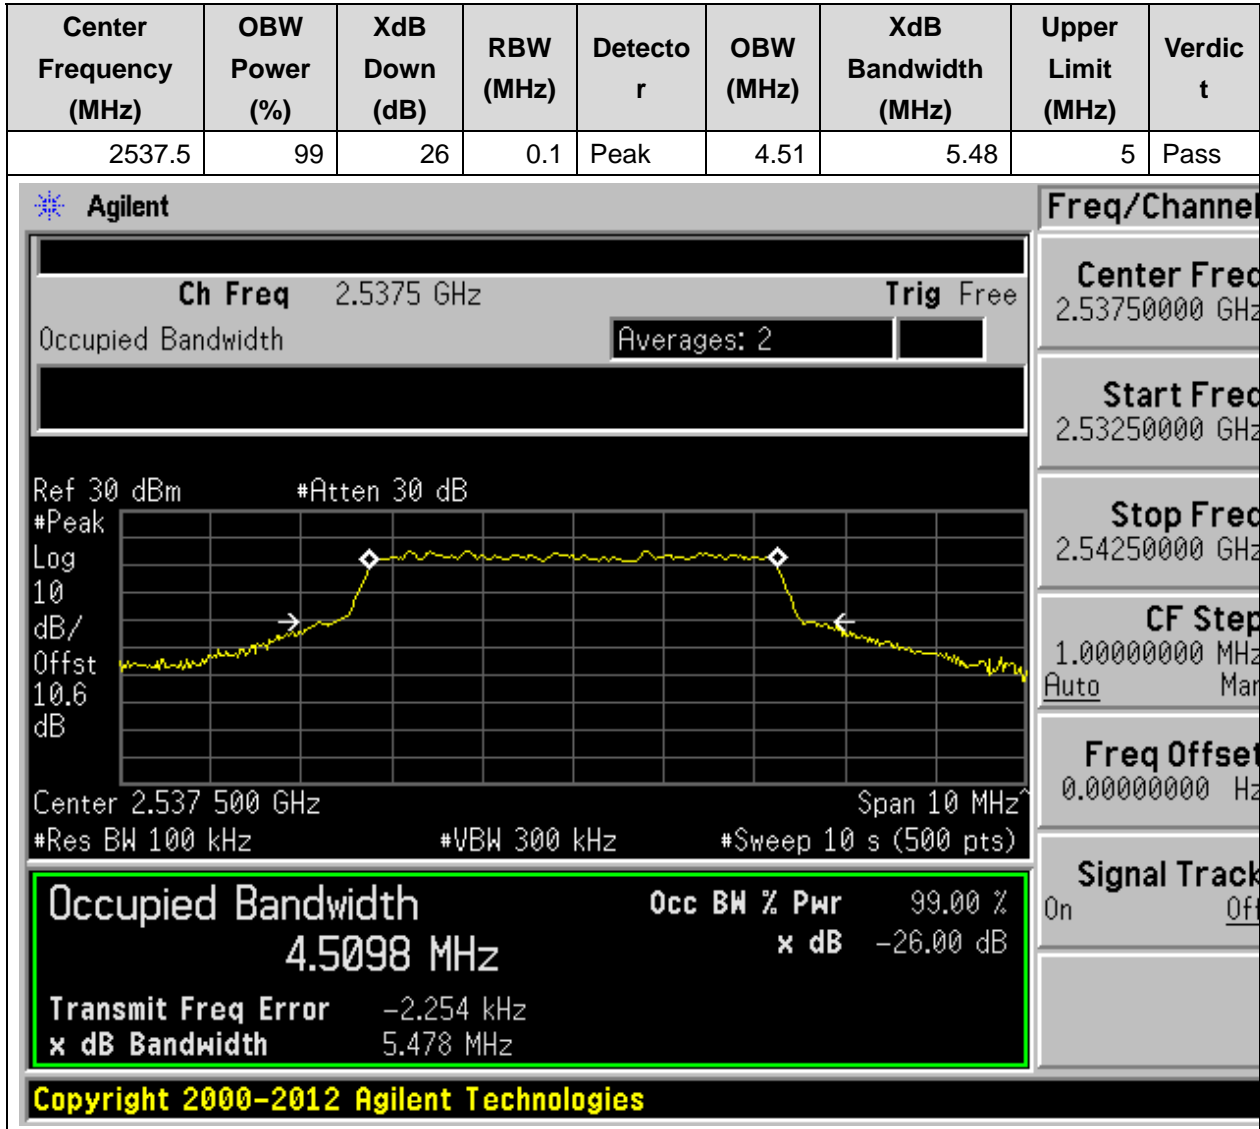 Center Frequency (MHz) OBW Power (%) XdB Down (dB) RBW (MHz) Detector OBW (MHz) XdB Bandwidth (MHz) Upper Limit (MHz) Verdict
2537.5 99 26 0.1 Peak 4.51 5.48 5 Pass
Agilent
Freq/Channel
Ch Freq 2.5375 GHz Trig Free
Occupied Bandwidth Averages: 2
Center Freq
2.53750000 GHz
Start Freq
2.53250000 GHz
Stop Freq
2.54250000 GHz
CF Step
1.00000000 MHz
Auto Man
Freq Offset
0.00000000 Hz
Signal Track
On Off
Ref 30 dBm #Atten 30 dB
#Peak
Log
10
dB/
Offst
10.6
dB
Center 2.537 500 GHz Span 10 MHz^
#Res BW 100 kHz #VBW 300 kHz #Sweep 10 s (500 pts)
Occupied Bandwidth
4.5098 MHz
Occ BW % Pwr 99.00 %
x dB -26.00 dB
Transmit Freq Error -2.254 kHz
x dB Bandwidth 5.478 MHz
Copyright 2000-2012 Agilent Technologies